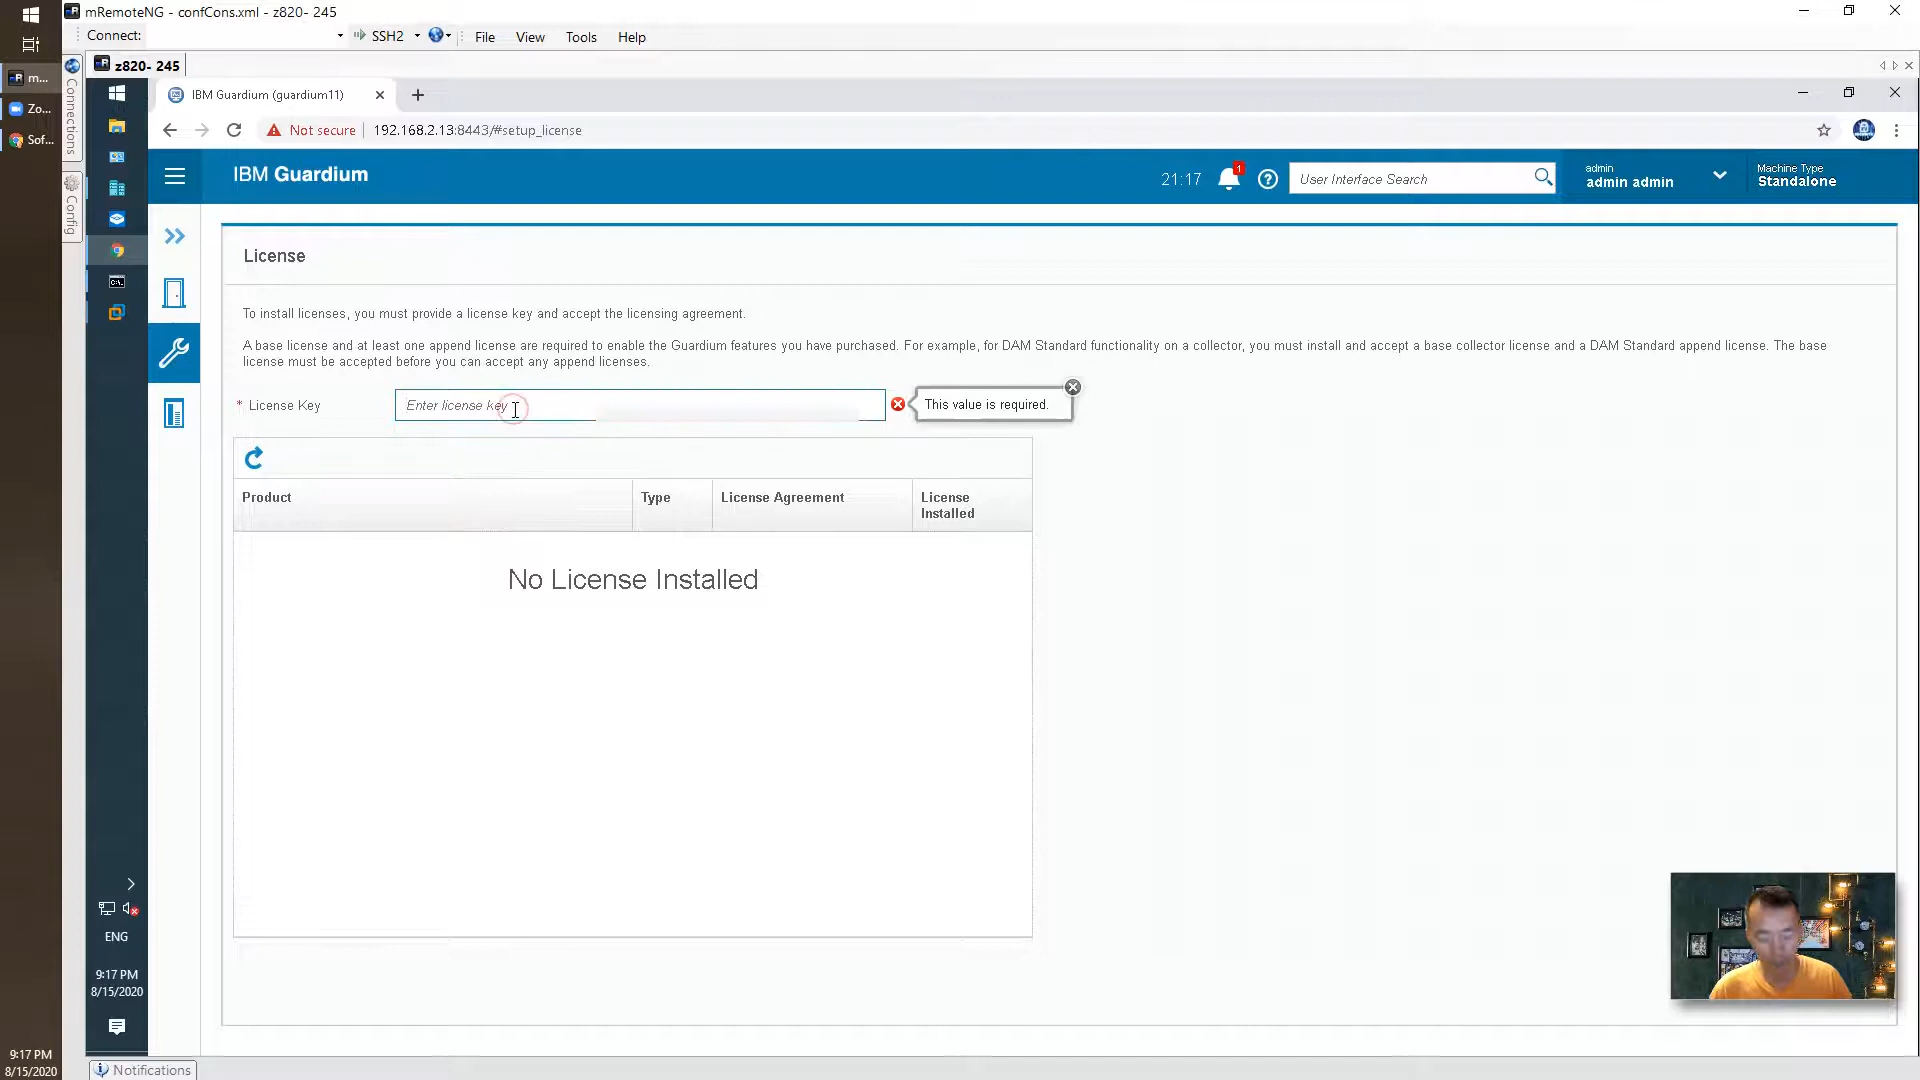 mRemoteNG - confCons.xml - z820- 245
Connect:
SSH2
File
View
Tools
Help
m...
Zo...
Sof...
Connections
Config
z820- 245
IBM Guardium (guardium11)
Not secure
192.168.2.13:8443/#setup_license
IBM Guardium
21:17
1
User Interface Search
admin
admin admin
Machine Type
Standalone
License
To install licenses, you must provide a license key and accept the licensing agreement.
A base license and at least one append license are required to enable the Guardium features you have purchased. For example, for DAM Standard functionality on a collector, you must install and accept a base collector license and a DAM Standard append license. The base
license must be accepted before you can accept any append licenses.
* License Key
Enter license key
This value is required.
Product
Type
License Agreement
License
Installed
No License Installed
ENG
9:17 PM
8/15/2020
9:17 PM
8/15/2020
Notifications